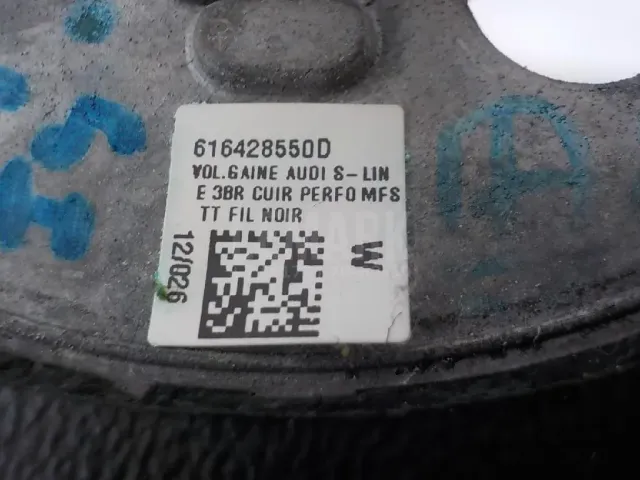 616428550D
VOL.GAINE AUDI S-LIN
E 3BR CUIR PERFO MFS
TT FIL NOIR
W
12/026